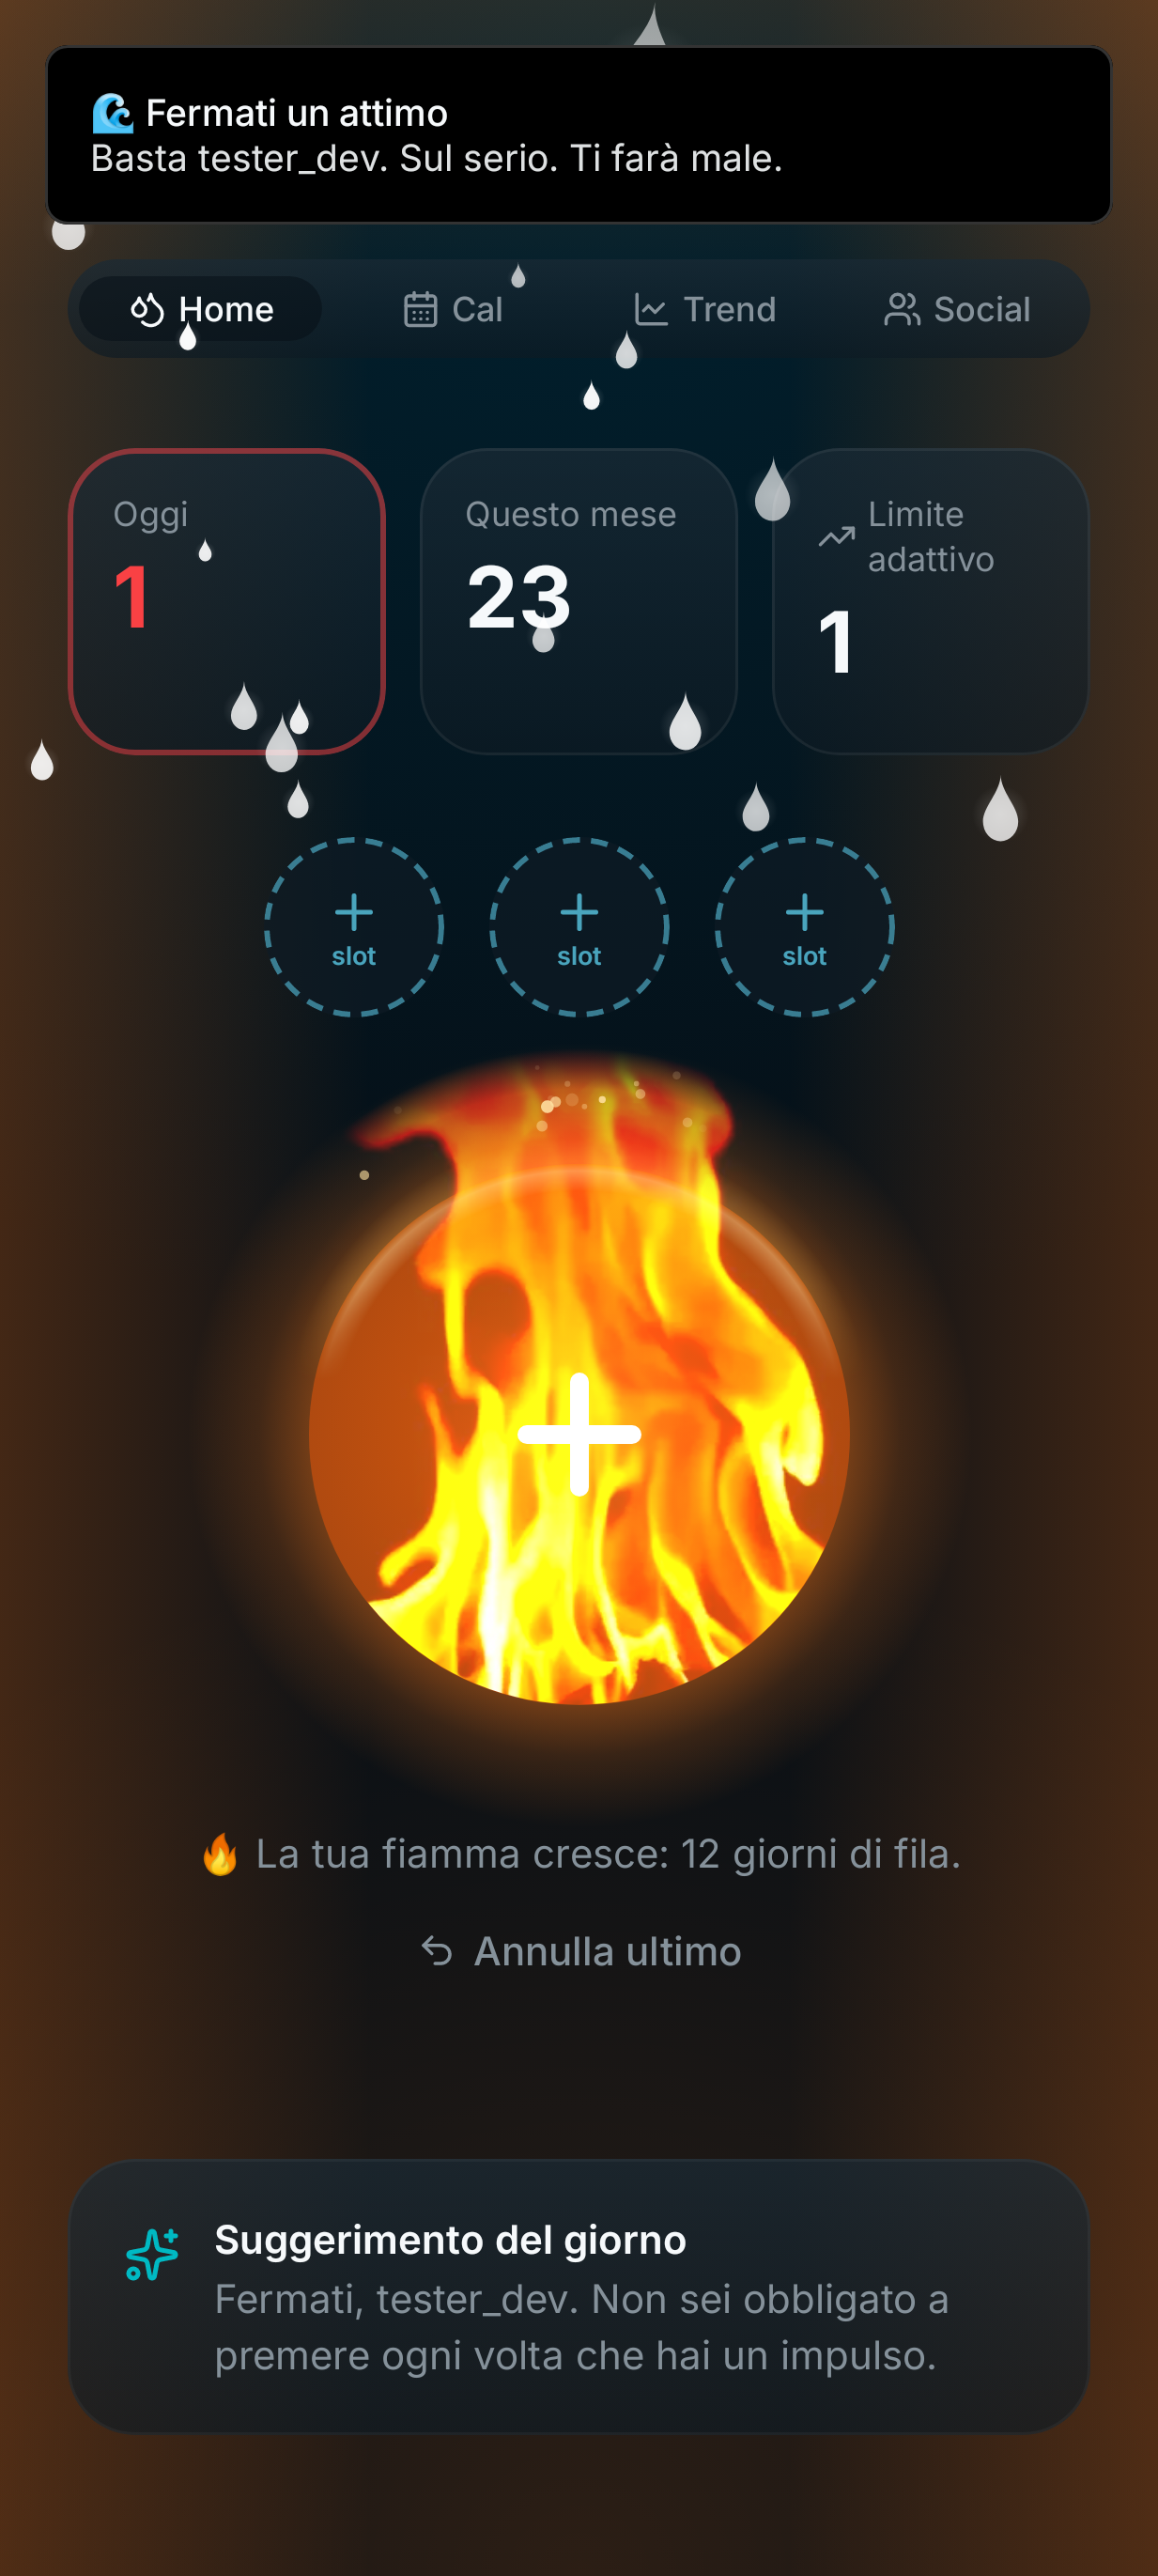 🌊 Fermati un attimo
Basta tester_dev. Sul serio. Ti farà male.
Home
Cal
Trend
Social
Oggi
1
Questo mese
23
Limite
adattivo
1
slot
slot
slot
🔥 La tua fiamma cresce: 12 giorni di fila.
Annulla ultimo
Suggerimento del giorno
Fermati, tester_dev. Non sei obbligato a
premere ogni volta che hai un impulso.